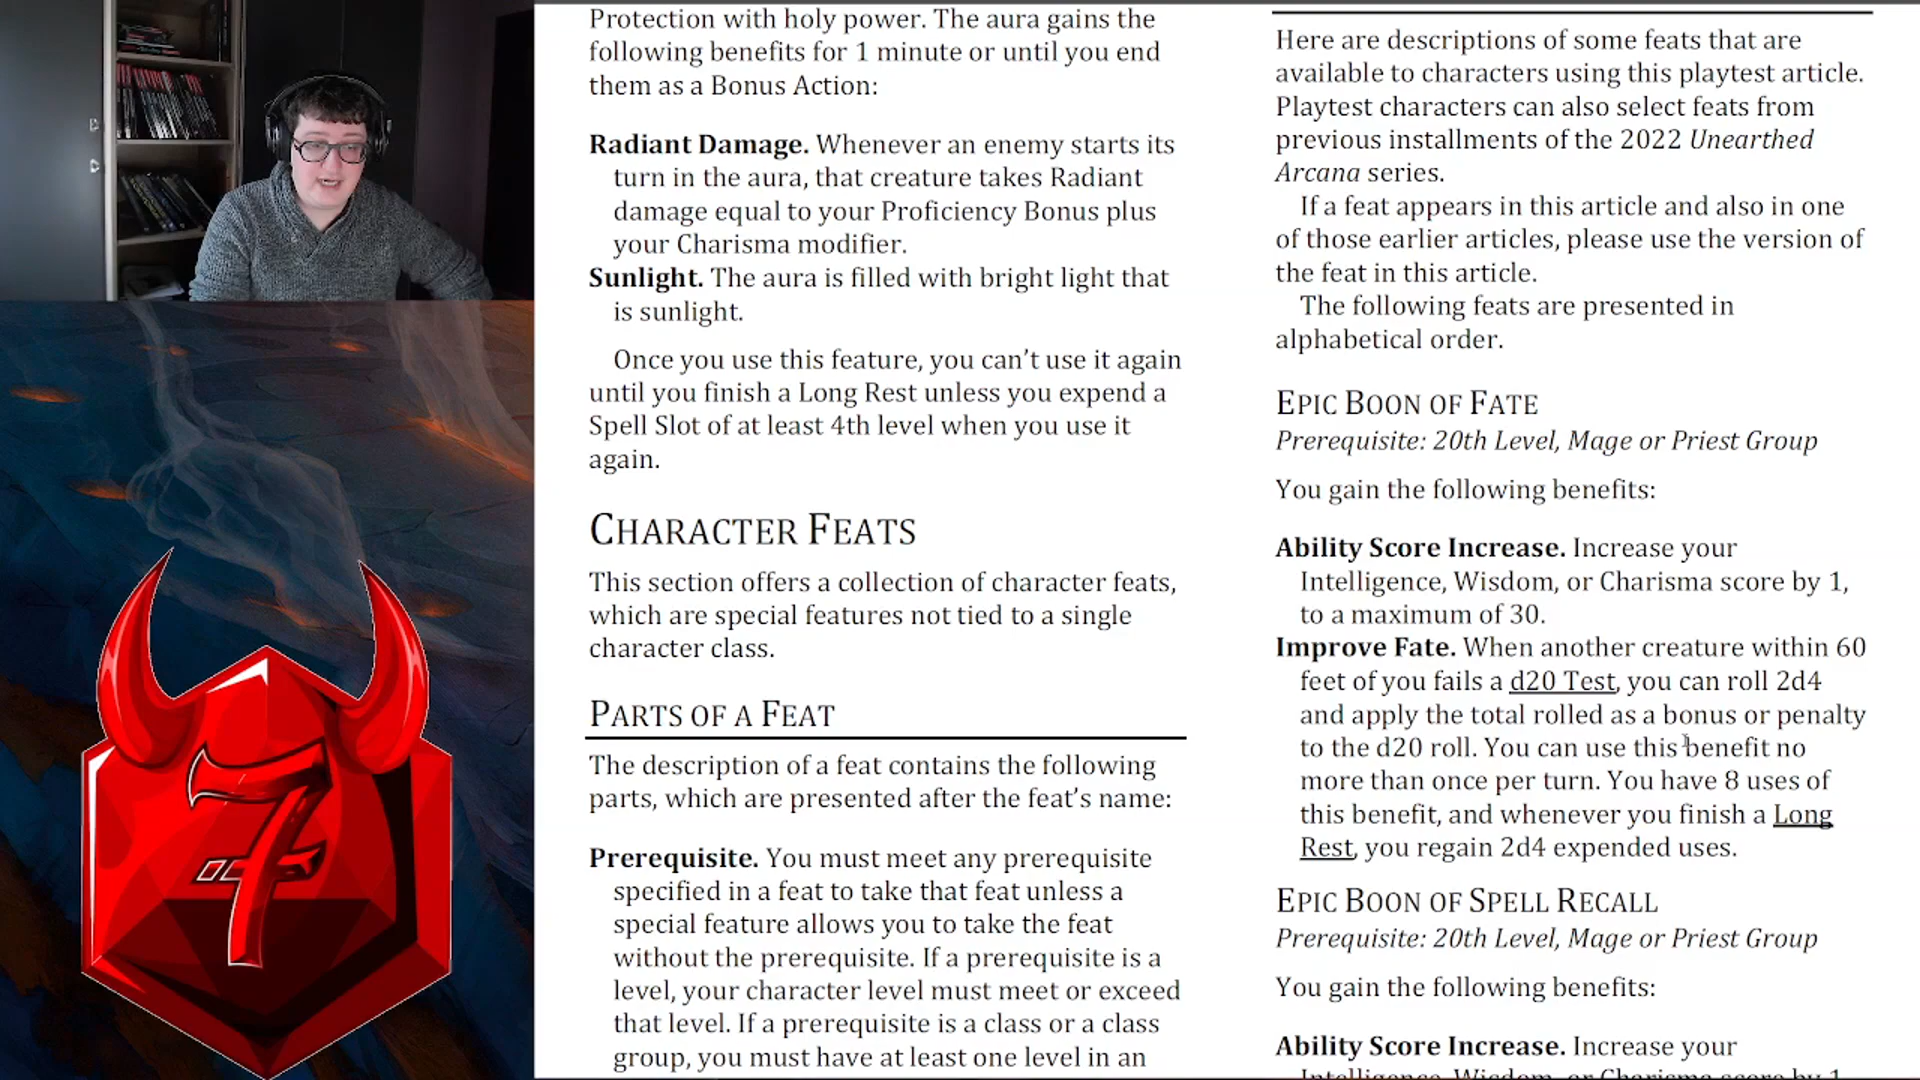 Protection with holy power. The aura gains the
following benefits for 1 minute or until you end
them as a Bonus Action:
Radiant Damage. Whenever an enemy starts its
turn in the aura, that creature takes Radiant
damage equal to your Proficiency Bonus plus
your Charisma modifier.
Sunlight. The aura is filled with bright light that
is sunlight.
Once you use this feature, you can’t use it again
until you finish a Long Rest unless you expend a
Spell Slot of at least 4th level when you use it
again.
CHARACTER FEATS
This section offers a collection of character feats,
which are special features not tied to a single
character class.
PARTS OF A FEAT
The description of a feat contains the following
parts, which are presented after the feat’s name:
Prerequisite. You must meet any prerequisite
specified in a feat to take that feat unless a
special feature allows you to take the feat
without the prerequisite. If a prerequisite is a
level, your character level must meet or exceed
that level. If a prerequisite is a class or a class
group, you must have at least one level in an
Here are descriptions of some feats that are
available to characters using this playtest article.
Playtest characters can also select feats from
previous installments of the 2022 Unearthed
Arcana series.
If a feat appears in this article and also in one
of those earlier articles, please use the version of
the feat in this article.
The following feats are presented in
alphabetical order.
EPIC BOON OF FATE
Prerequisite: 20th Level, Mage or Priest Group
You gain the following benefits:
Ability Score Increase. Increase your
Intelligence, Wisdom, or Charisma score by 1,
to a maximum of 30.
Improve Fate. When another creature within 60
feet of you fails a d20 Test, you can roll 2d4
and apply the total rolled as a bonus or penalty
to the d20 roll. You can use this benefit no
more than once per turn. You have 8 uses of
this benefit, and whenever you finish a Long
Rest, you regain 2d4 expended uses.
EPIC BOON OF SPELL RECALL
Prerequisite: 20th Level, Mage or Priest Group
You gain the following benefits:
Ability Score Increase. Increase your
Intelligence, Wisdom, or Charisma score by 1,
7